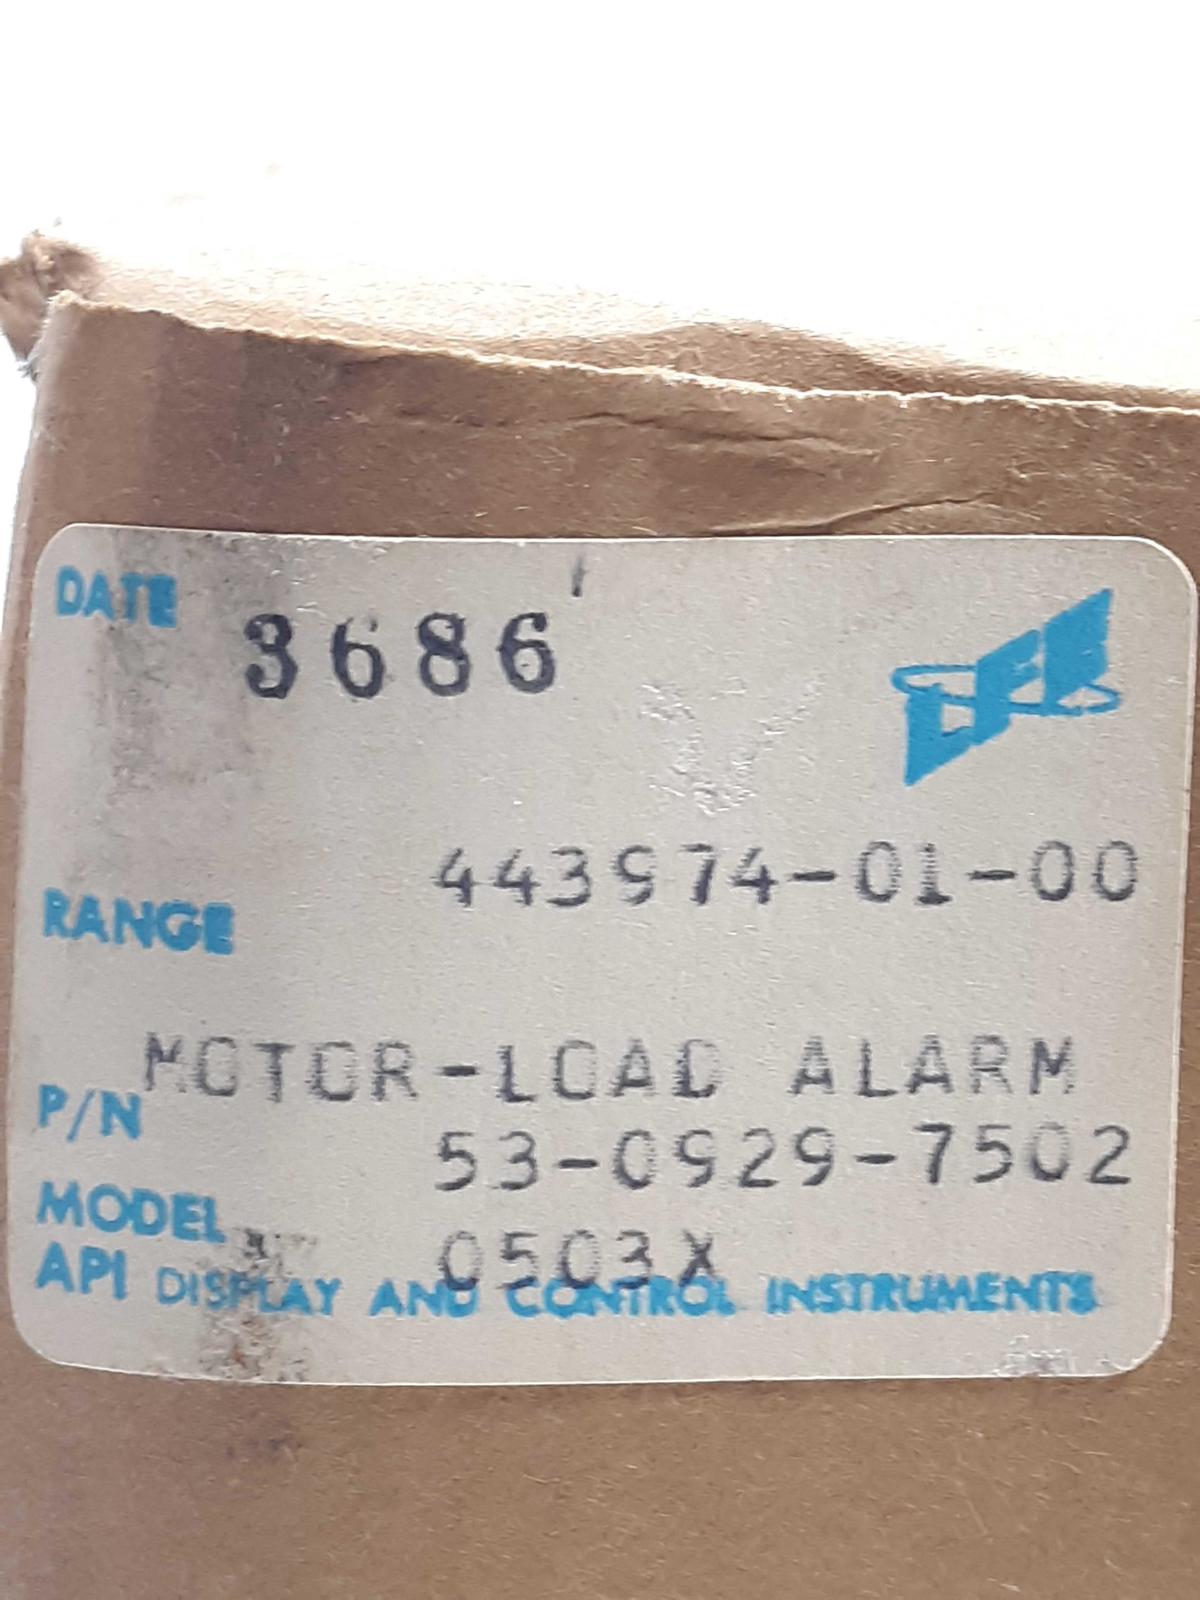 DATE 3686
443974-01-00
RANGE
MOTOR-LOAD ALARM
P/N 53-0929-7502
MODEL 0503X
API DISPLAY AND CONTROL INSTRUMENTS